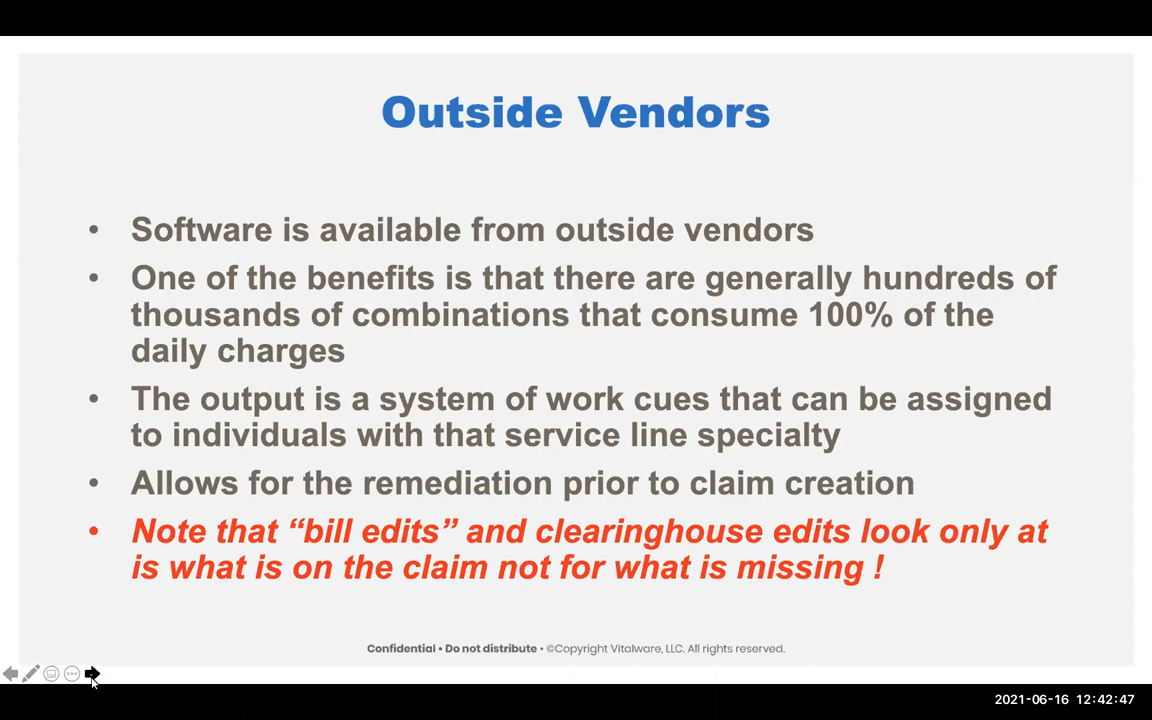 Outside Vendors
• Software is available from outside vendors
• One of the benefits is that there are generally hundreds of
thousands of combinations that consume 100% of the
daily charges
• The output is a system of work cues that can be assigned
to individuals with that service line specialty
• Allows for the remediation prior to claim creation
• Note that “bill edits” and clearinghouse edits look only at
is what is on the claim not for what is missing !
Confidential • Do not distribute • ©Copyright Vitalware, LLC. All rights reserved.
2021-06-16 12:42:47